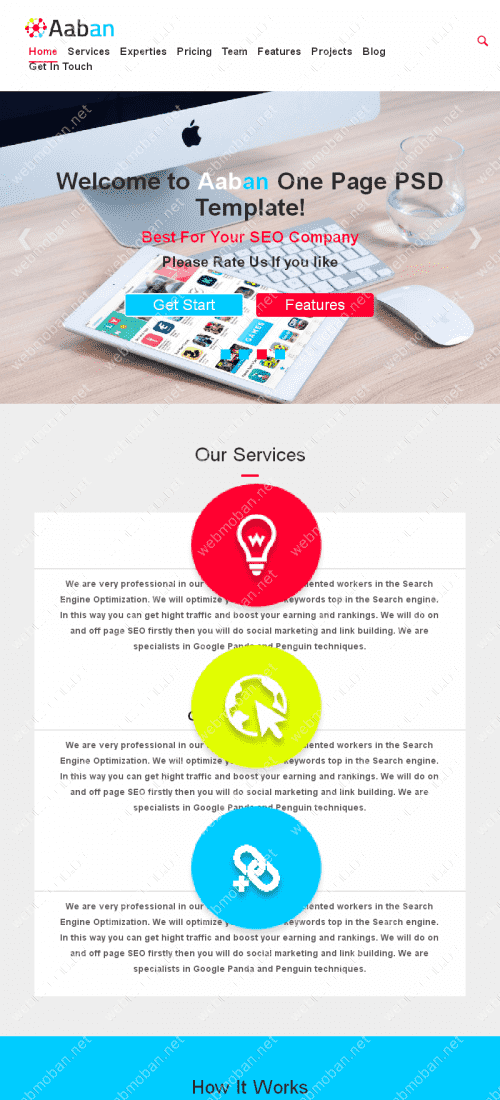 Aaban
Home Services Experties Pricing Team Features Projects Blog
Get In Touch
Welcome to Aaban One Page PSD
Template!
Best For Your SEO Company
Please Rate Us If you like
Get Start Features
GAMES
Our Services
We are very professional in our mented workers in the Search
Engine Optimization. We will optimize keywords top in the Search engine.
In this way you can get hight traffic and boost your earning and rankings. We will do on
and off page SEO firstly then you will do social marketing and link building. We are
specialists in Google Panda and Penguin techniques.
We are very professional in our mented workers in the Search
Engine Optimization. We will optimize keywords top in the Search engine.
In this way you can get hight traffic and boost your earning and rankings. We will do on
and off page SEO firstly then you will do social marketing and link building. We are
specialists in Google Panda and Penguin techniques.
We are very professional in our mented workers in the Search
Engine Optimization. We will optimize keywords top in the Search engine.
In this way you can get hight traffic and boost your earning and rankings. We will do on
and off page SEO firstly then you will do social marketing and link building. We are
specialists in Google Panda and Penguin techniques.
How It Works
webmoban.net